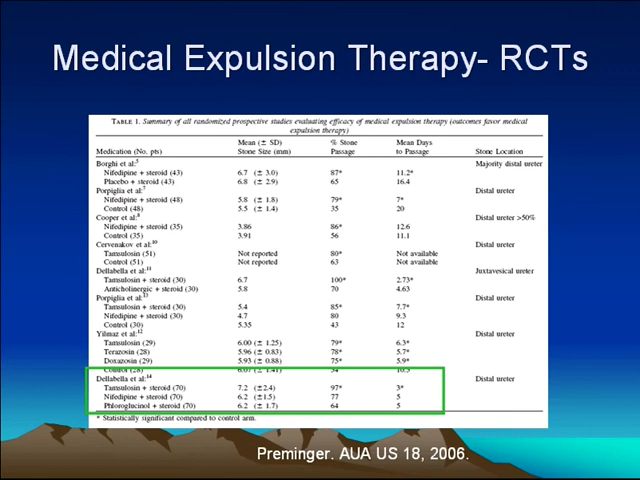 Medical Expulsion Therapy- RCTs
TABLE 1. Summary of all randomized prospective studies evaluating efficacy of medical expulsion therapy (outcomes favor medical
expulsion therapy)
Mean (± SD) % Stone Mean Days
Medication (No. pts) Stone Size (mm) Passage to Passage Stone Location
Borghi et al:5 Majority distal ureter
Nifedipine + steroid (43) 6.7 (± 3.0) 87* 11.2*
Placebo + steroid (43) 6.8 (± 2.9) 65 16.4
Porpiglia et al:7 Distal ureter
Nifedipine + steroid (48) 5.8 (± 1.8) 79* 7*
Control (48) 5.5 (± 1.4) 35 20
Cooper et al:8 Distal ureter >50%
Nifedipine + steroid (35) 3.86 86* 12.6
Control (35) 3.91 56 11.1
Cervenakov et al:10 Distal ureter
Tamsulosin (51) Not reported 80* Not available
Control (51) Not reported 63 Not available
Dellabella et al:11 Juxtavesical ureter
Tamsulosin + steroid (30) 6.7 100* 2.73*
Anticholinergic + steroid (30) 5.8 70 4.63
Porpiglia et al:13 Distal ureter
Tamsulosin + steroid (30) 5.4 85* 7.7*
Nifedipine + steroid (30) 4.7 80 9.3
Control (30) 5.35 43 12
Yilmaz et al:12 Distal ureter
Tamsulosin (29) 6.00 (± 1.25) 79* 6.3*
Terazosin (28) 5.96 (± 0.83) 78* 5.7*
Doxazosin (29) 5.93 (± 0.88) 75* 5.9*
Control (28) 6.07 (± 1.41) 54 10.5
Dellabella et al:14 Distal ureter
Tamsulosin + steroid (70) 7.2 (±2.4) 97* 3*
Nifedipine + steroid (70) 6.2 (±1.5) 77 5
Phloroglucinol + steroid (70) 6.2 (± 1.7) 64 5
* Statistically significant compared to control arm.
Preminger. AUA US 18, 2006.